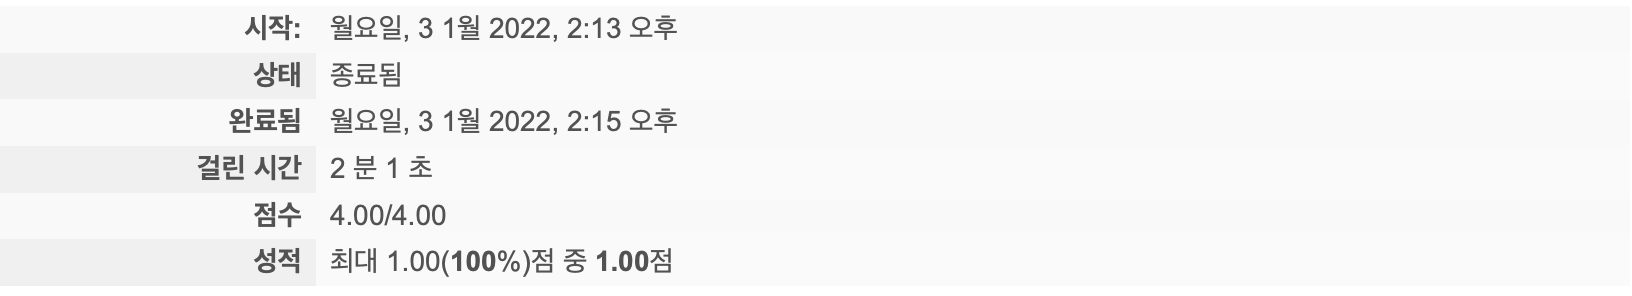 시작: 월요일, 3 1월 2022, 2:13 오후
상태 종료됨
완료됨 월요일, 3 1월 2022, 2:15 오후
걸린 시간 2 분 1 초
점수 4.00/4.00
성적 최대 1.00(100%)점 중 1.00점